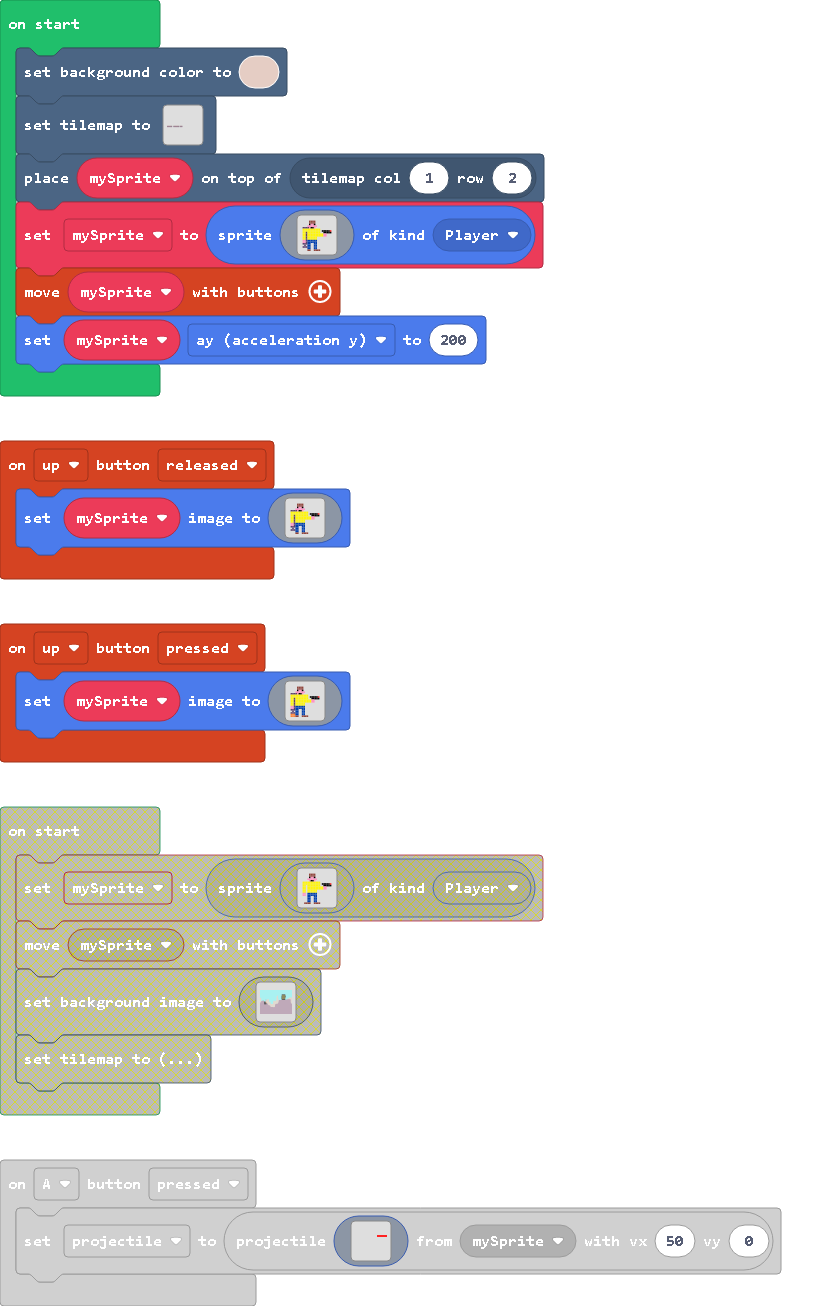 on start
set background color to
set tilemap to
place mySprite on top of tilemap col 1 row 2
set mySprite to sprite of kind Player
move mySprite with buttons
set mySprite ay (acceleration y) to 200
on up button released
set mySprite image to
on up button pressed
set mySprite image to
on start
set mySprite to sprite of kind Player
move mySprite with buttons
set background image to
set tilemap to (...)
on A button pressed
set projectile to projectile from mySprite with vx 50 vy 0